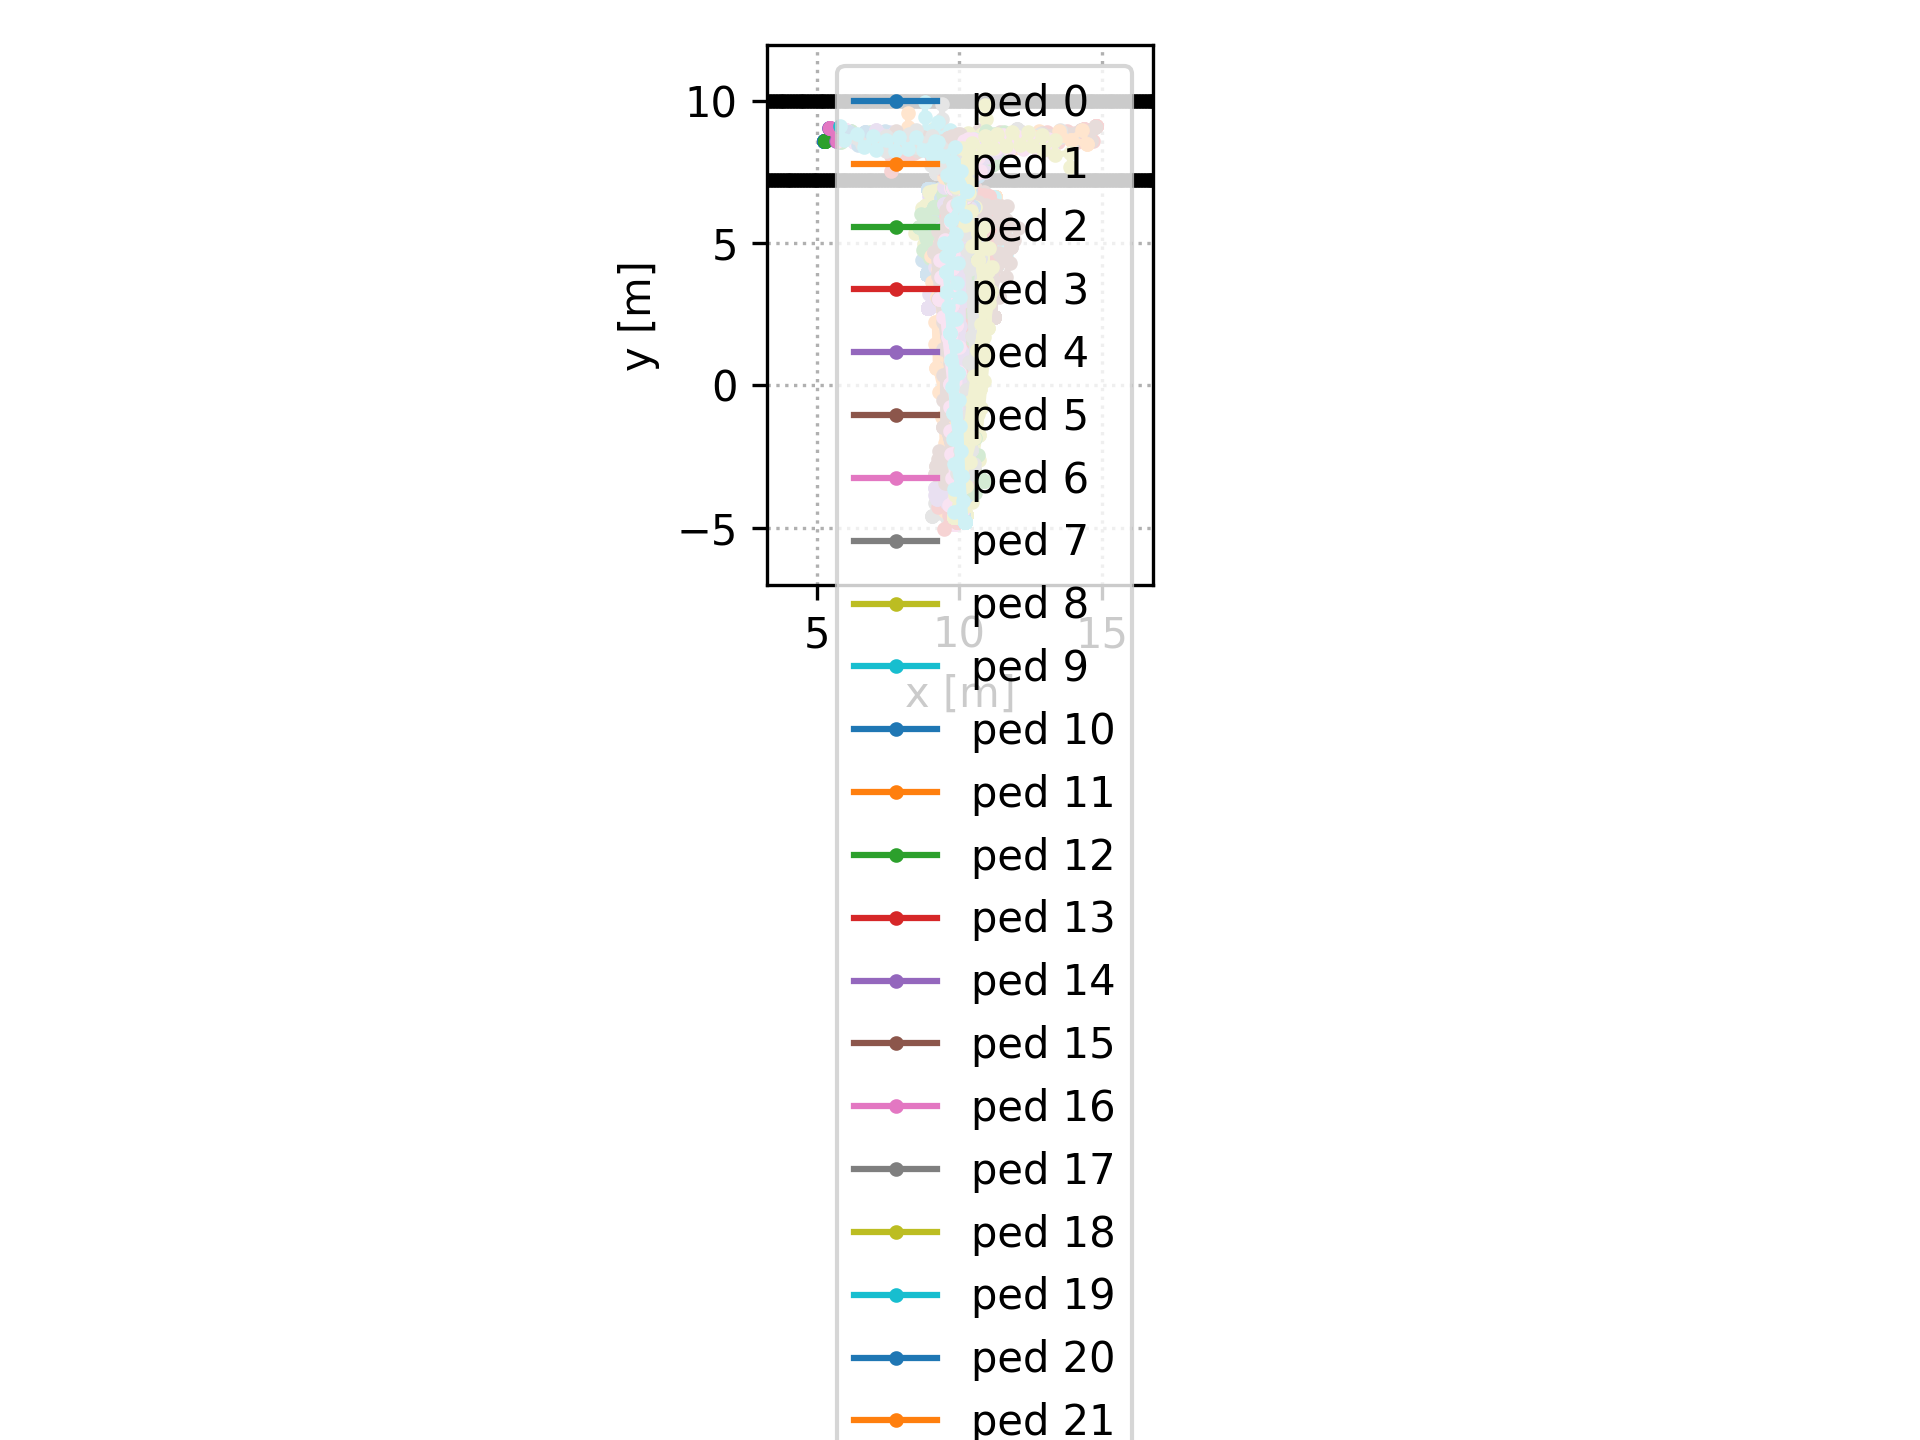 10
5
0
−5
y [m]
5
10
15
x [m]
ped 0
ped 1
ped 2
ped 3
ped 4
ped 5
ped 6
ped 7
ped 8
ped 9
ped 10
ped 11
ped 12
ped 13
ped 14
ped 15
ped 16
ped 17
ped 18
ped 19
ped 20
ped 21